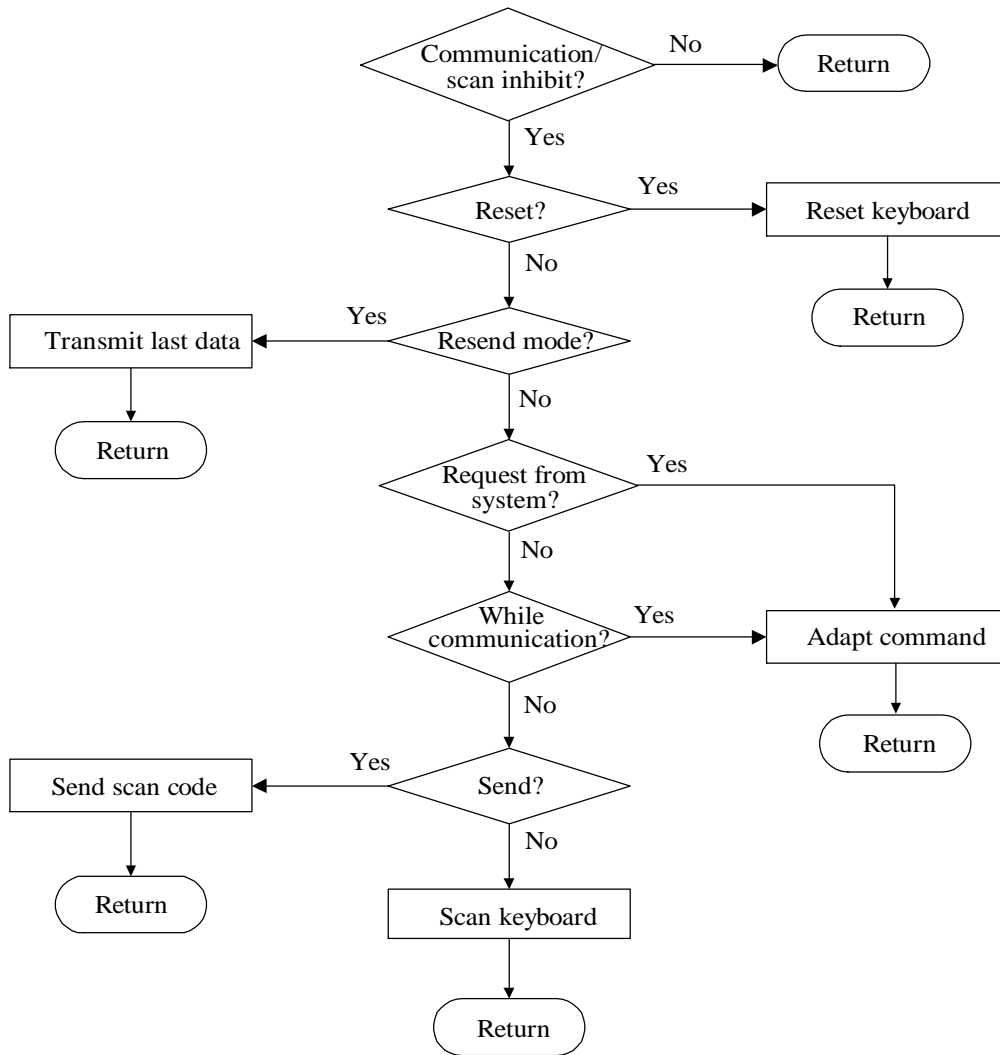 Communication/
scan inhibit?
No
Return
Yes
Reset?
Yes
Reset keyboard
No
Return
Resend mode?
Yes
Transmit last data
No
Return
Request from
system?
Yes
No
While
communication?
Yes
Adapt command
No
Return
Send?
Yes
Send scan code
No
Return
Scan keyboard
Return